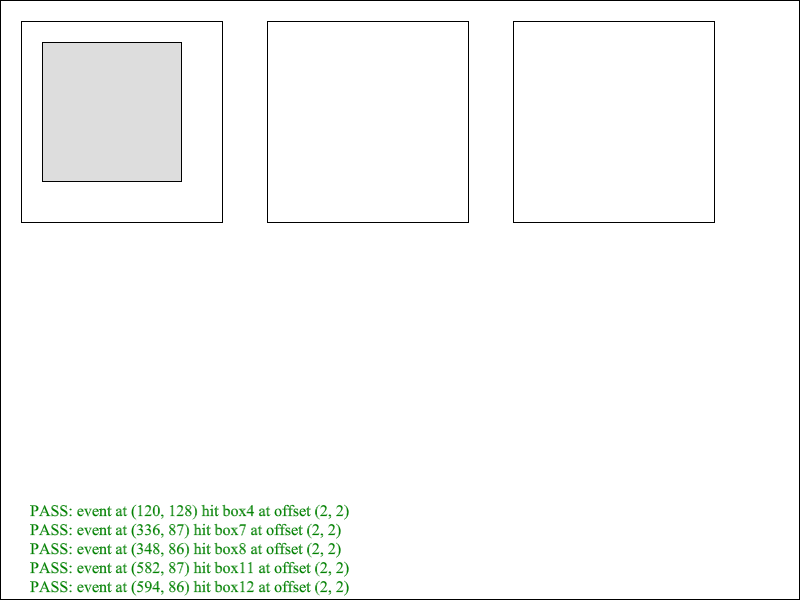 PASS: event at (120, 128) hit box4 at offset (2, 2)
PASS: event at (336, 87) hit box7 at offset (2, 2)
PASS: event at (348, 86) hit box8 at offset (2, 2)
PASS: event at (582, 87) hit box11 at offset (2, 2)
PASS: event at (594, 86) hit box12 at offset (2, 2)